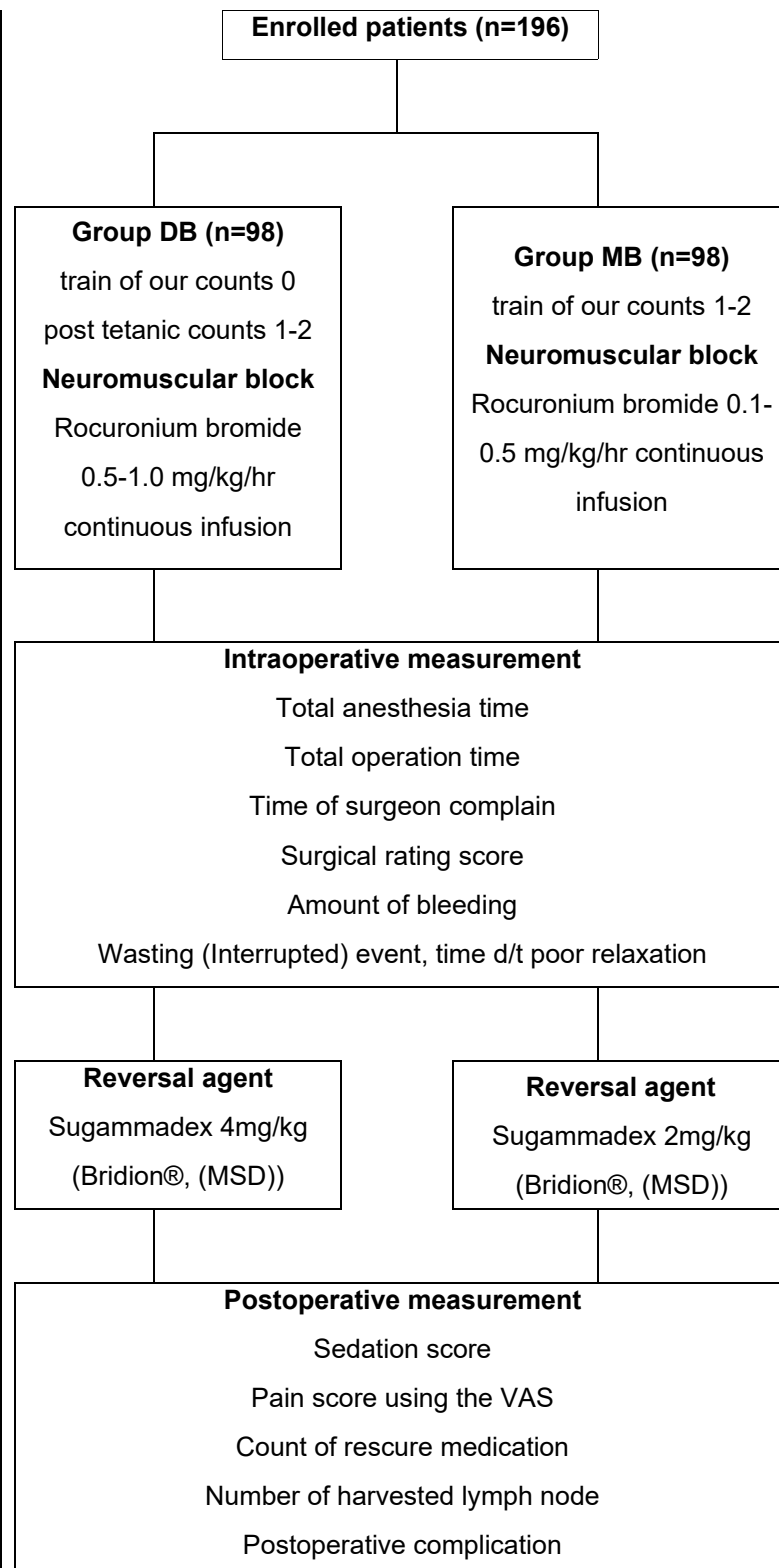 Enrolled patients (n=196)
Group DB (n=98)
train of our counts 0
post tetanic counts 1-2
Neuromuscular block
Rocuronium bromide
0.5-1.0 mg/kg/hr
continuous infusion
Group MB (n=98)
train of our counts 1-2
Neuromuscular block
Rocuronium bromide 0.1-
0.5 mg/kg/hr continuous
infusion
Intraoperative measurement
Total anesthesia time
Total operation time
Time of surgeon complain
Surgical rating score
Amount of bleeding
Wasting (Interrupted) event, time d/t poor relaxation
Reversal agent
Sugammadex 4mg/kg
(Bridion®, (MSD))
Reversal agent
Sugammadex 2mg/kg
(Bridion®, (MSD))
Postoperative measurement
Sedation score
Pain score using the VAS
Count of rescure medication
Number of harvested lymph node
Postoperative complication